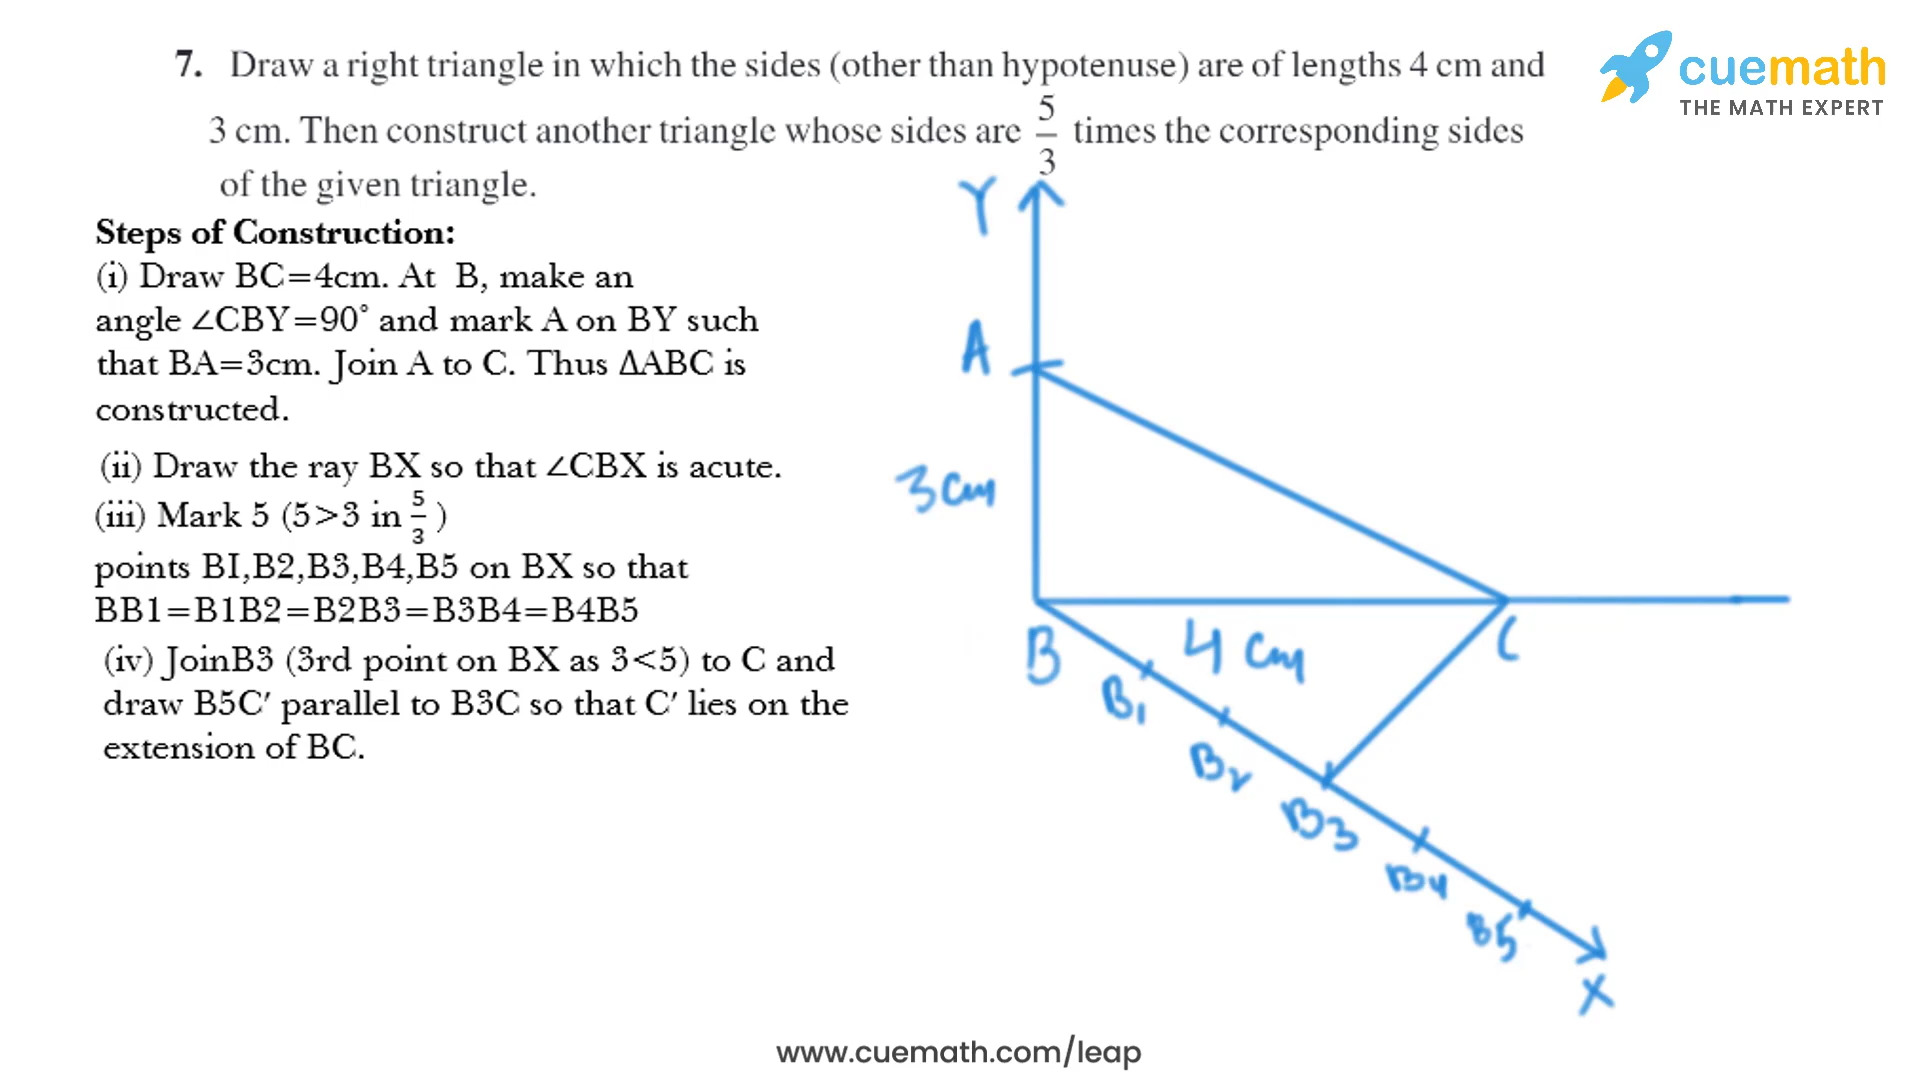 7. Draw a right triangle in which the sides (other than hypotenuse) are of lengths 4 cm and
3 cm. Then construct another triangle whose sides are 5/3 times the corresponding sides
of the given triangle.
cuemath
THE MATH EXPERT
Steps of Construction:
(i) Draw BC=4cm. At B, make an
angle ∠CBY=90° and mark A on BY such
that BA=3cm. Join A to C. Thus ΔABC is
constructed.
(ii) Draw the ray BX so that ∠CBX is acute.
(iii) Mark 5 (5>3 in 5/3 )
points BI,B2,B3,B4,B5 on BX so that
BB1=B1B2=B2B3=B3B4=B4B5
(iv) JoinB3 (3rd point on BX as 3<5) to C and
draw B5C′ parallel to B3C so that C′ lies on the
extension of BC.
Y
A
3cm
B
4 cm
C
B1
B2
B3
B4
B5
X
www.cuemath.com/leap